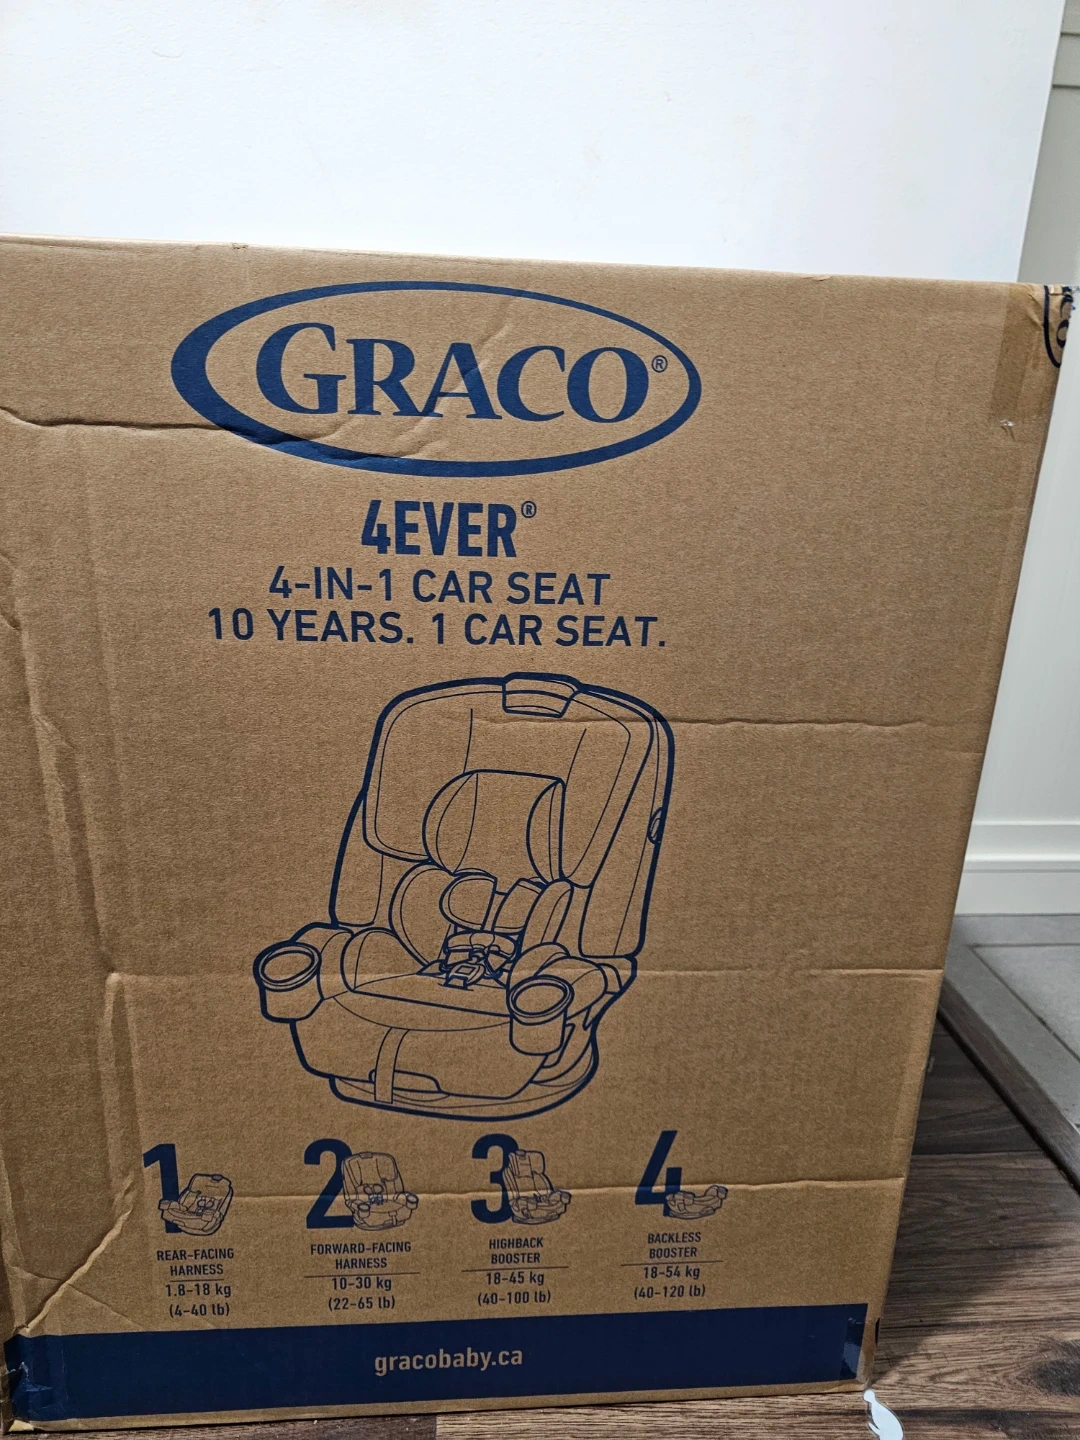 GRACO®
4EVER®
4-IN-1 CAR SEAT
10 YEARS. 1 CAR SEAT.
1
REAR-FACING
HARNESS
1.8-18 kg
(4-40 lb)
2
FORWARD-FACING
HARNESS
10-30 kg
(22-65 lb)
3
HIGHBACK
BOOSTER
18-45 kg
(40-100 lb)
4
BACKLESS
BOOSTER
18-54 kg
(40-120 lb)
gracobaby.ca